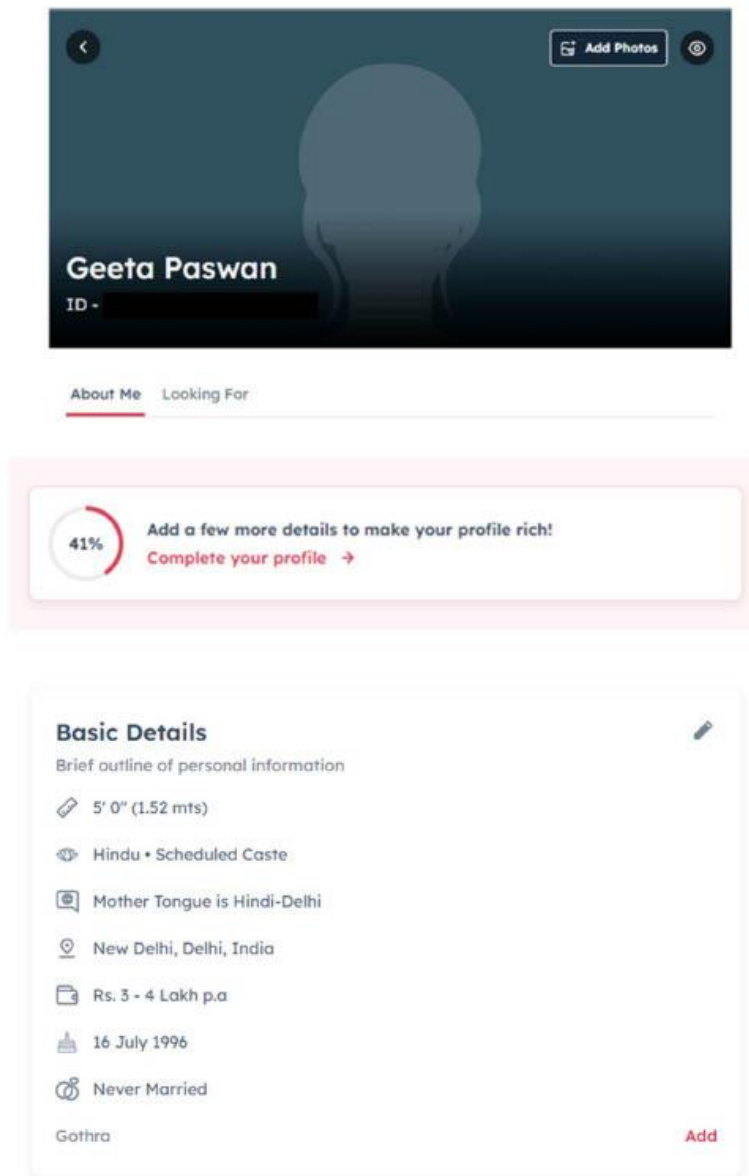 Add Photos
Geeta Paswan
ID -
About Me Looking For
41%
Add a few more details to make your profile rich!
Complete your profile →
Basic Details
Brief outline of personal information
5' 0" (1.52 mts)
Hindu • Scheduled Caste
Mother Tongue is Hindi-Delhi
New Delhi, Delhi, India
Rs. 3 - 4 Lakh p.a
16 July 1996
Never Married
Gothra Add